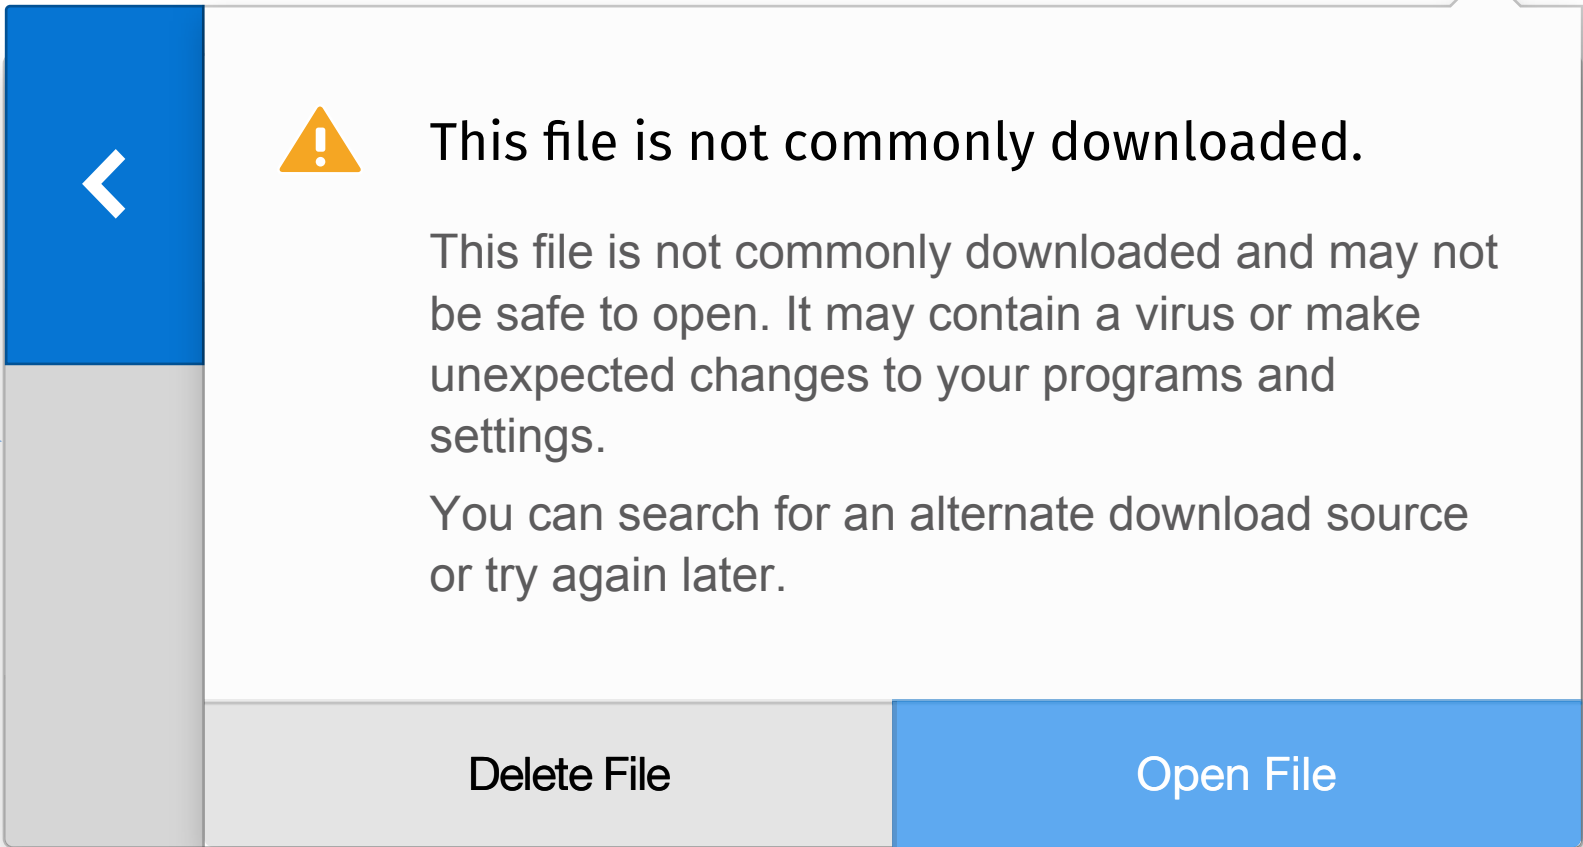 This file is not commonly downloaded.
This file is not commonly downloaded and may not
be safe to open. It may contain a virus or make
unexpected changes to your programs and
settings.
You can search for an alternate download source
or try again later.
Delete File
Open File